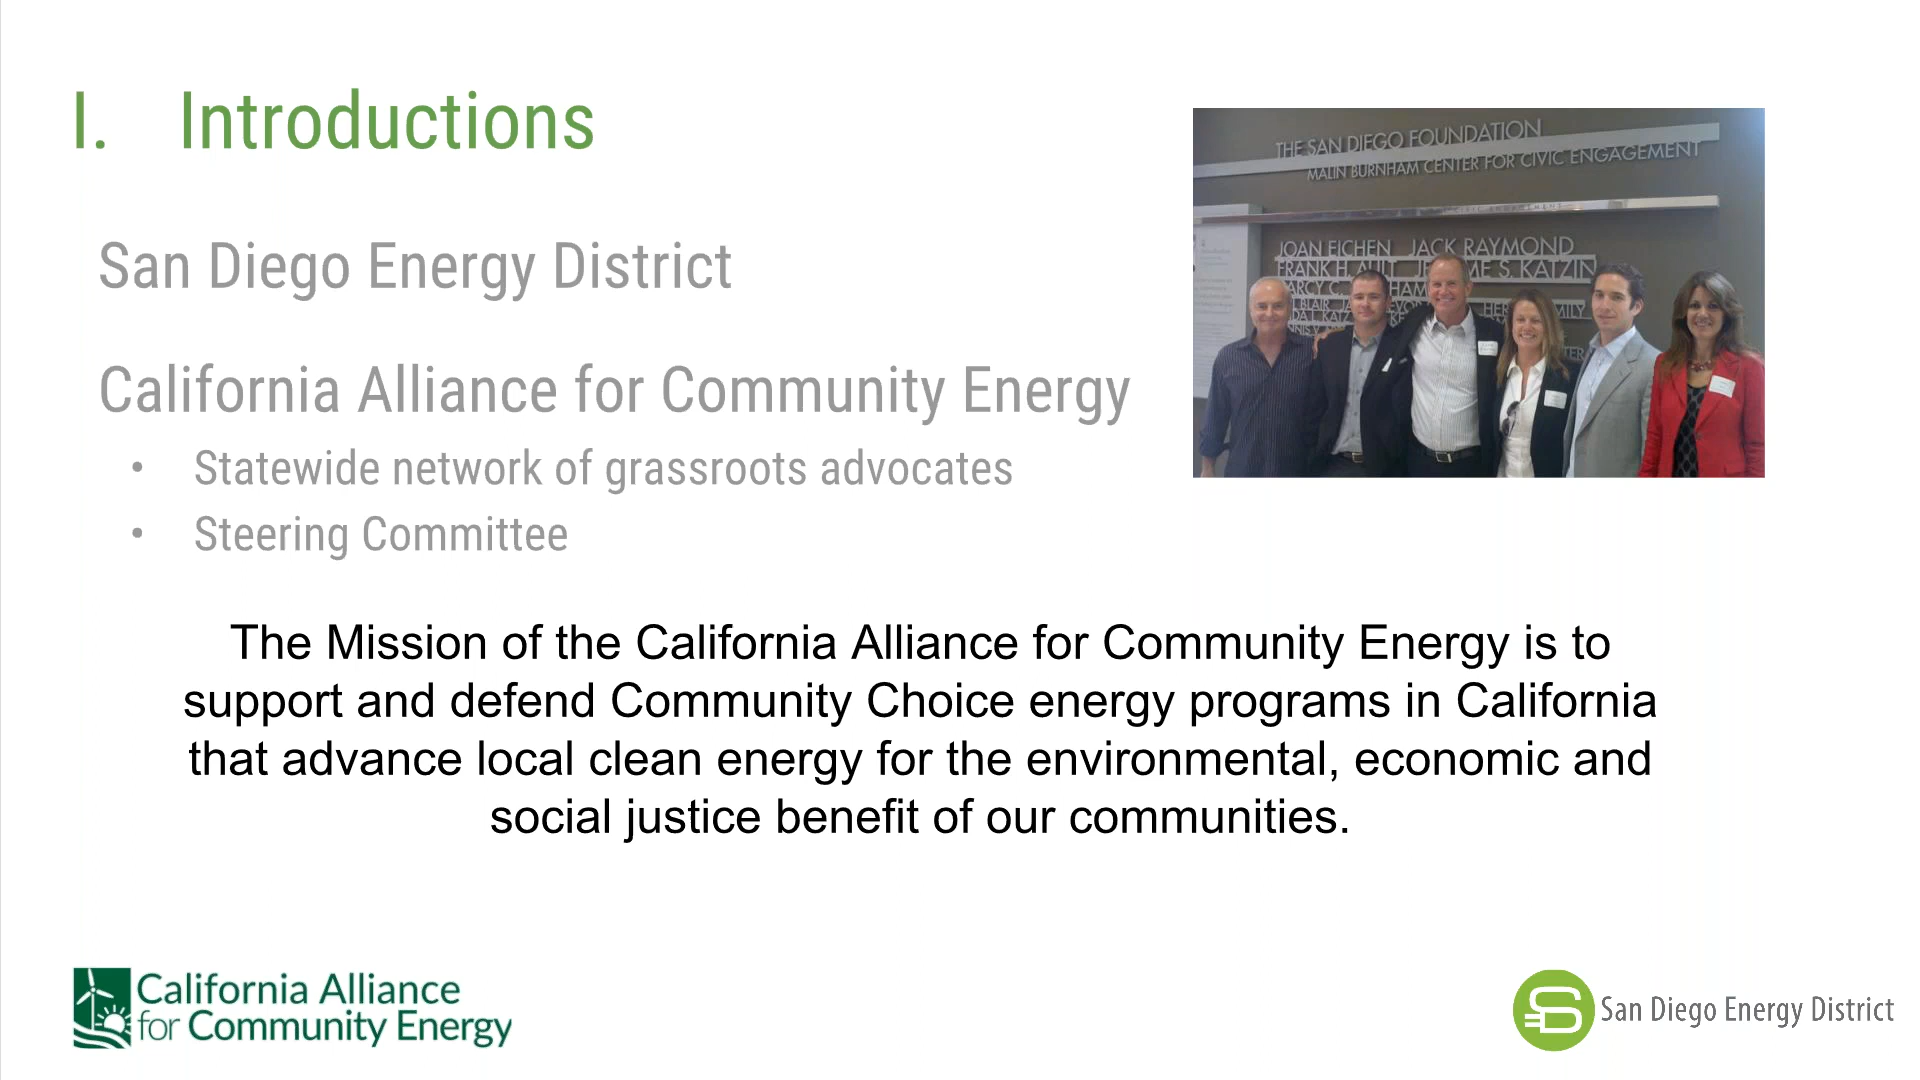 I. Introductions
San Diego Energy District
California Alliance for Community Energy
• Statewide network of grassroots advocates
• Steering Committee
THE SAN DIEGO FOUNDATION
MALIN BURNHAM CENTER FOR CIVIC ENGAGEMENT
JOAN EICHEN JACK RAYMOND
FRANK H. AULT S. KATZIN
The Mission of the California Alliance for Community Energy is to
support and defend Community Choice energy programs in California
that advance local clean energy for the environmental, economic and
social justice benefit of our communities.
California Alliance
for Community Energy
San Diego Energy District